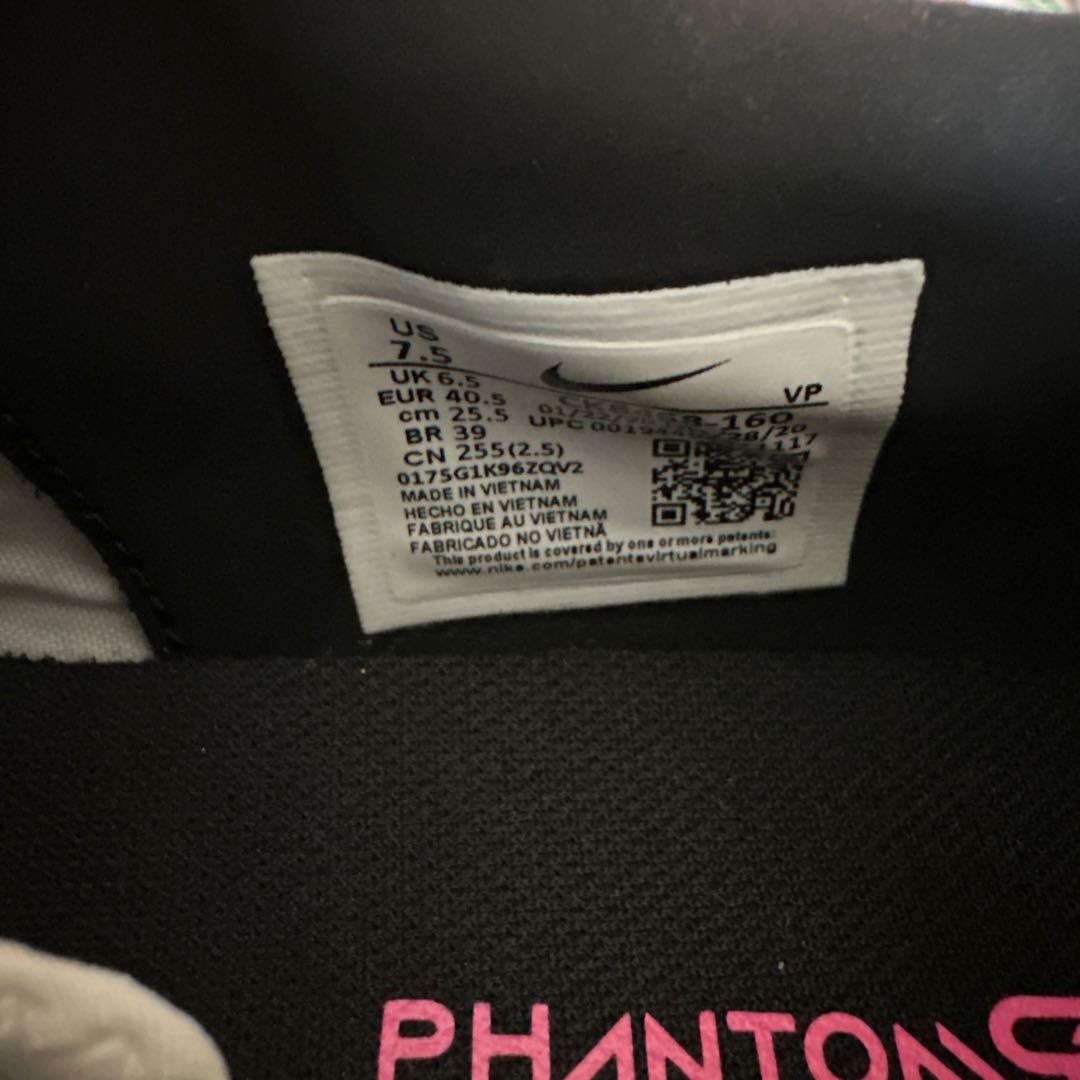 US
7.5
VP
UK 6.5
EUR 40.5
cm 25.5
BR 39
CN 255(2.5)
0175G1K96ZQV2
MADE IN VIETNAM
HECHO EN VIETNAM
FABRIQUE AU VIETNAM
FABRICADO NO VIETNÃ
This product is covered by one or more patents:
www.nike.com/patentsvirtualmarking
UPC
PHANTOM